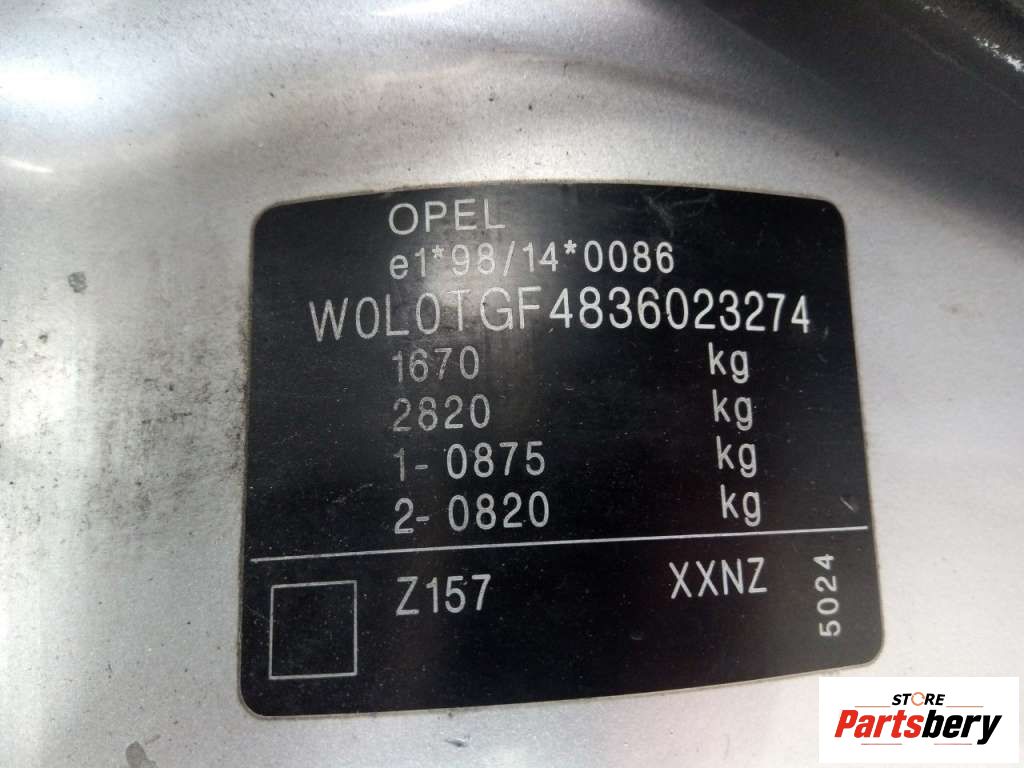 OPEL
e1*98/14*0086
W0L0TGF4836023274
1670 kg
2820 kg
1- 0875 kg
2- 0820 kg
Z157 XXNZ 5024
STORE
Partsbery